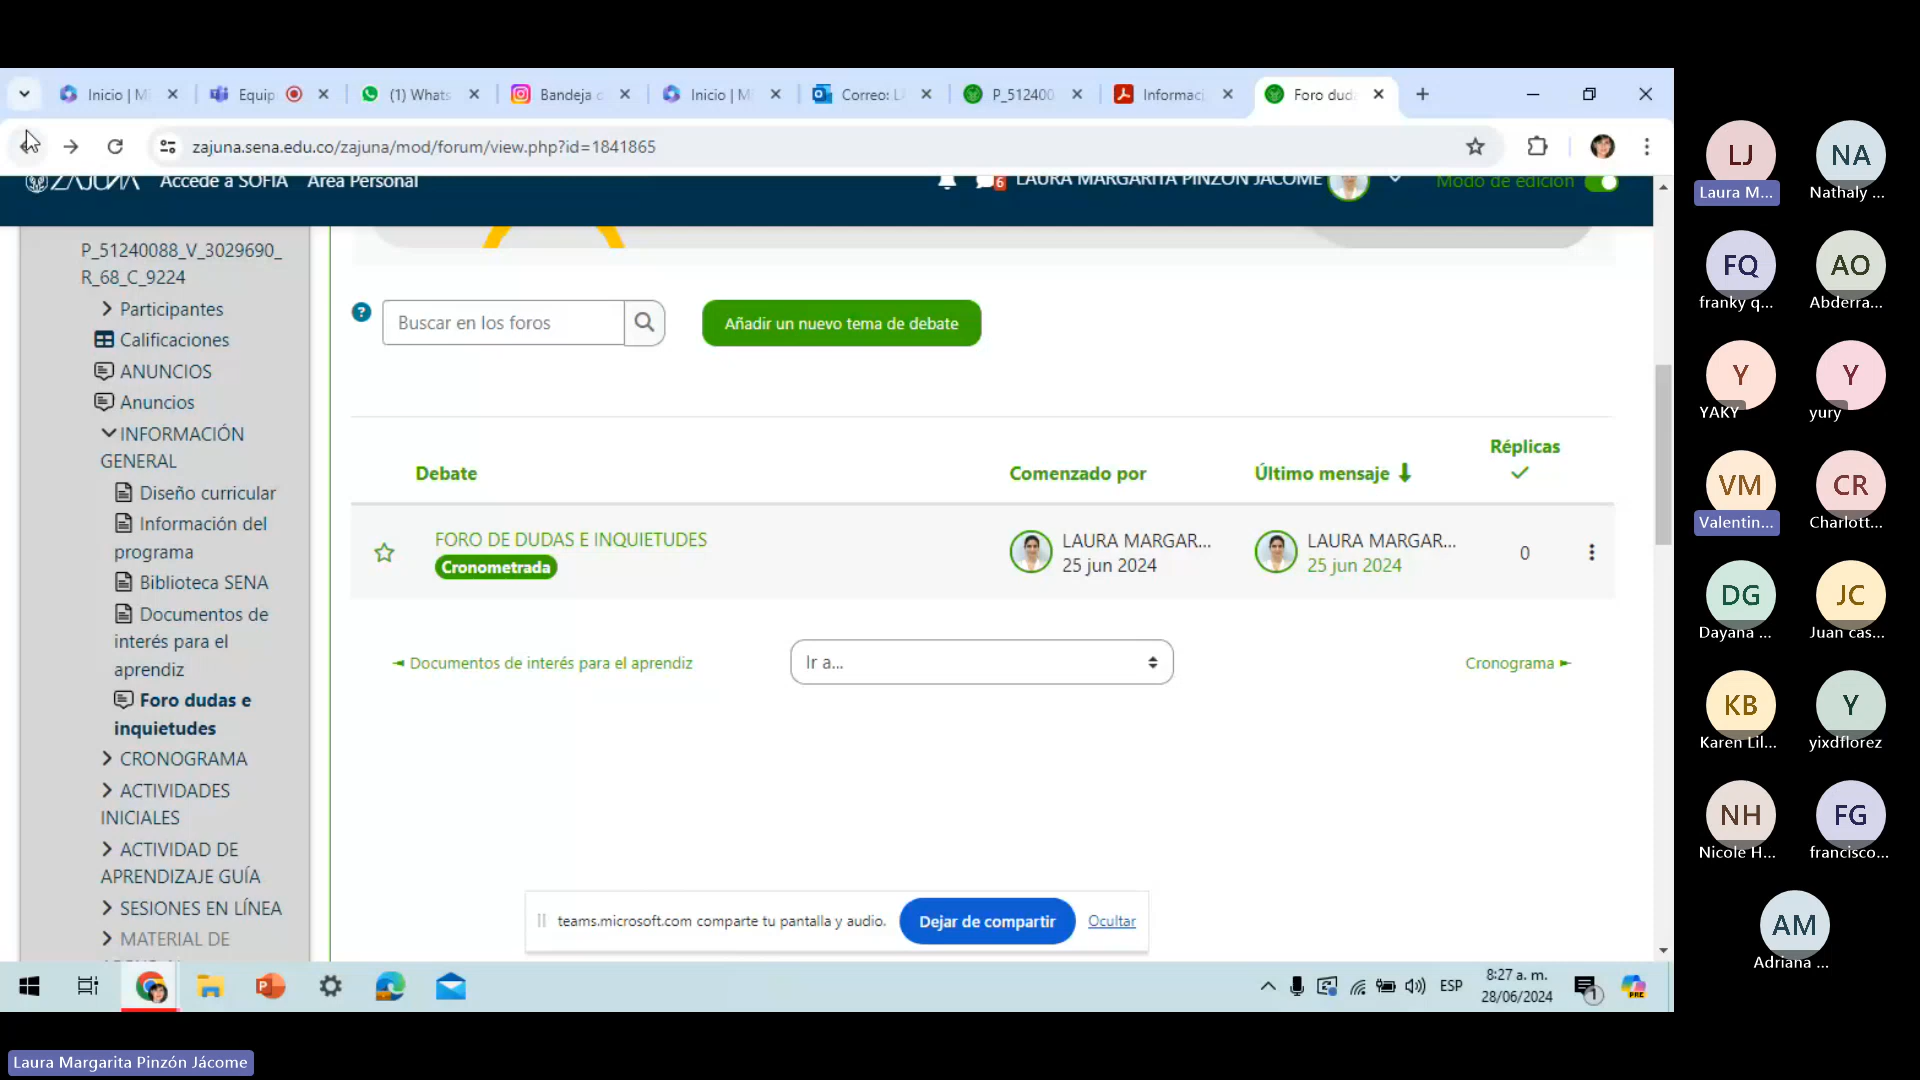 Inicio | M
Equip
(1) Whats
Bandeja
Inicio | M
Correo: L
P_512400
Informaci
Foro dud
zajuna.sena.edu.co/zajuna/mod/forum/view.php?id=1841865
ZAJUNA
Accede a SOFIA
Área Personal
6
LAURA MARGARITA PINZON JACOME
Modo de edición
P_51240088_V_3029690_
R_68_C_9224
Participantes
Calificaciones
ANUNCIOS
Anuncios
INFORMACIÓN
GENERAL
Diseño curricular
Información del
programa
Biblioteca SENA
Documentos de
interés para el
aprendiz
Foro dudas e
inquietudes
CRONOGRAMA
ACTIVIDADES
INICIALES
ACTIVIDAD DE
APRENDIZAJE GUÍA
SESIONES EN LÍNEA
MATERIAL DE
?
Buscar en los foros
Añadir un nuevo tema de debate
Debate
Comenzado por
Último mensaje
Réplicas
FORO DE DUDAS E INQUIETUDES
Cronometrada
LAURA MARGAR...
25 jun 2024
LAURA MARGAR...
25 jun 2024
0
◄ Documentos de interés para el aprendiz
Ir a...
Cronograma ►
teams.microsoft.com comparte tu pantalla y audio.
Dejar de compartir
Ocultar
ESP
8:27 a. m.
28/06/2024
1
PRE
LJ
Laura M...
NA
Nathaly ...
FQ
franky q...
AO
Abderra...
Y
YAKY
Y
yury
VM
Valentin...
CR
Charlott...
DG
Dayana ...
JC
Juan cas...
KB
Karen Lil...
Y
yixdflorez
NH
Nicole H...
FG
francisco...
AM
Adriana ...
Laura Margarita Pinzón Jácome